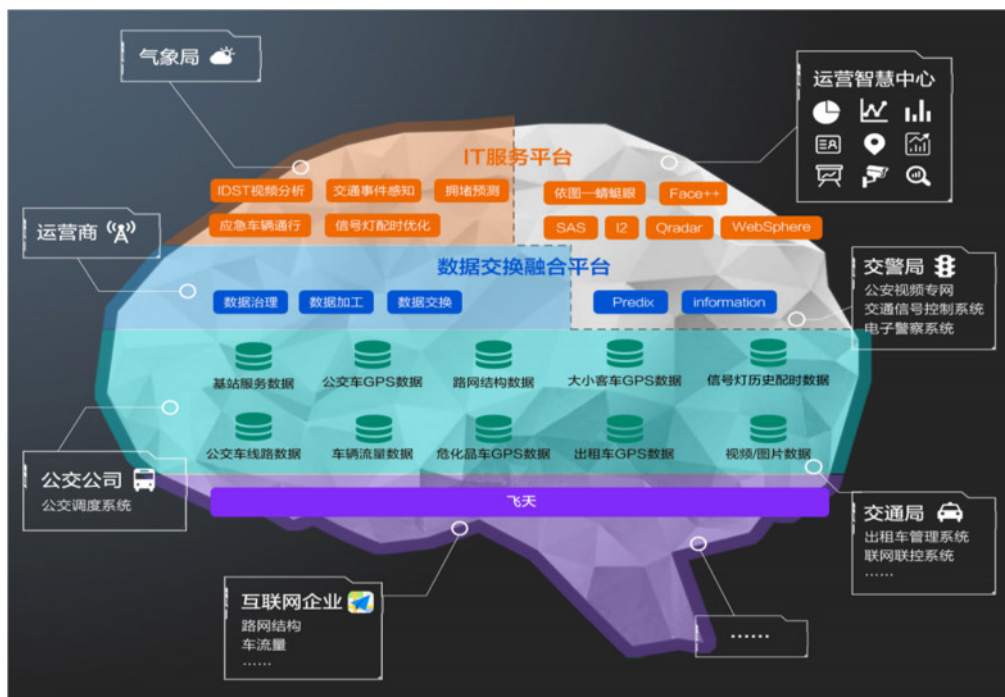 气象局
运营智慧中心
IT服务平台
IDST视频分析 交通事件感知 拥堵预测 依图—蜻蜓眼 Face++
应急车辆通行 信号灯配时优化 SAS I2 Qradar WebSphere
运营商
数据交换融合平台
数据治理 数据加工 数据交换 Predix information
交警局
公安视频专网
交通信号控制系统
电子警察系统
基站服务数据 公交车GPS数据 路网结构数据 大小客车GPS数据 信号灯历史配时数据
公交车线路数据 车辆流量数据 危化品车GPS数据 出租车GPS数据 视频/图片数据
公交公司
公交调度系统
飞天
交通局
出租车管理系统
联网联控系统
……
互联网企业
路网结构
车流量
……
……